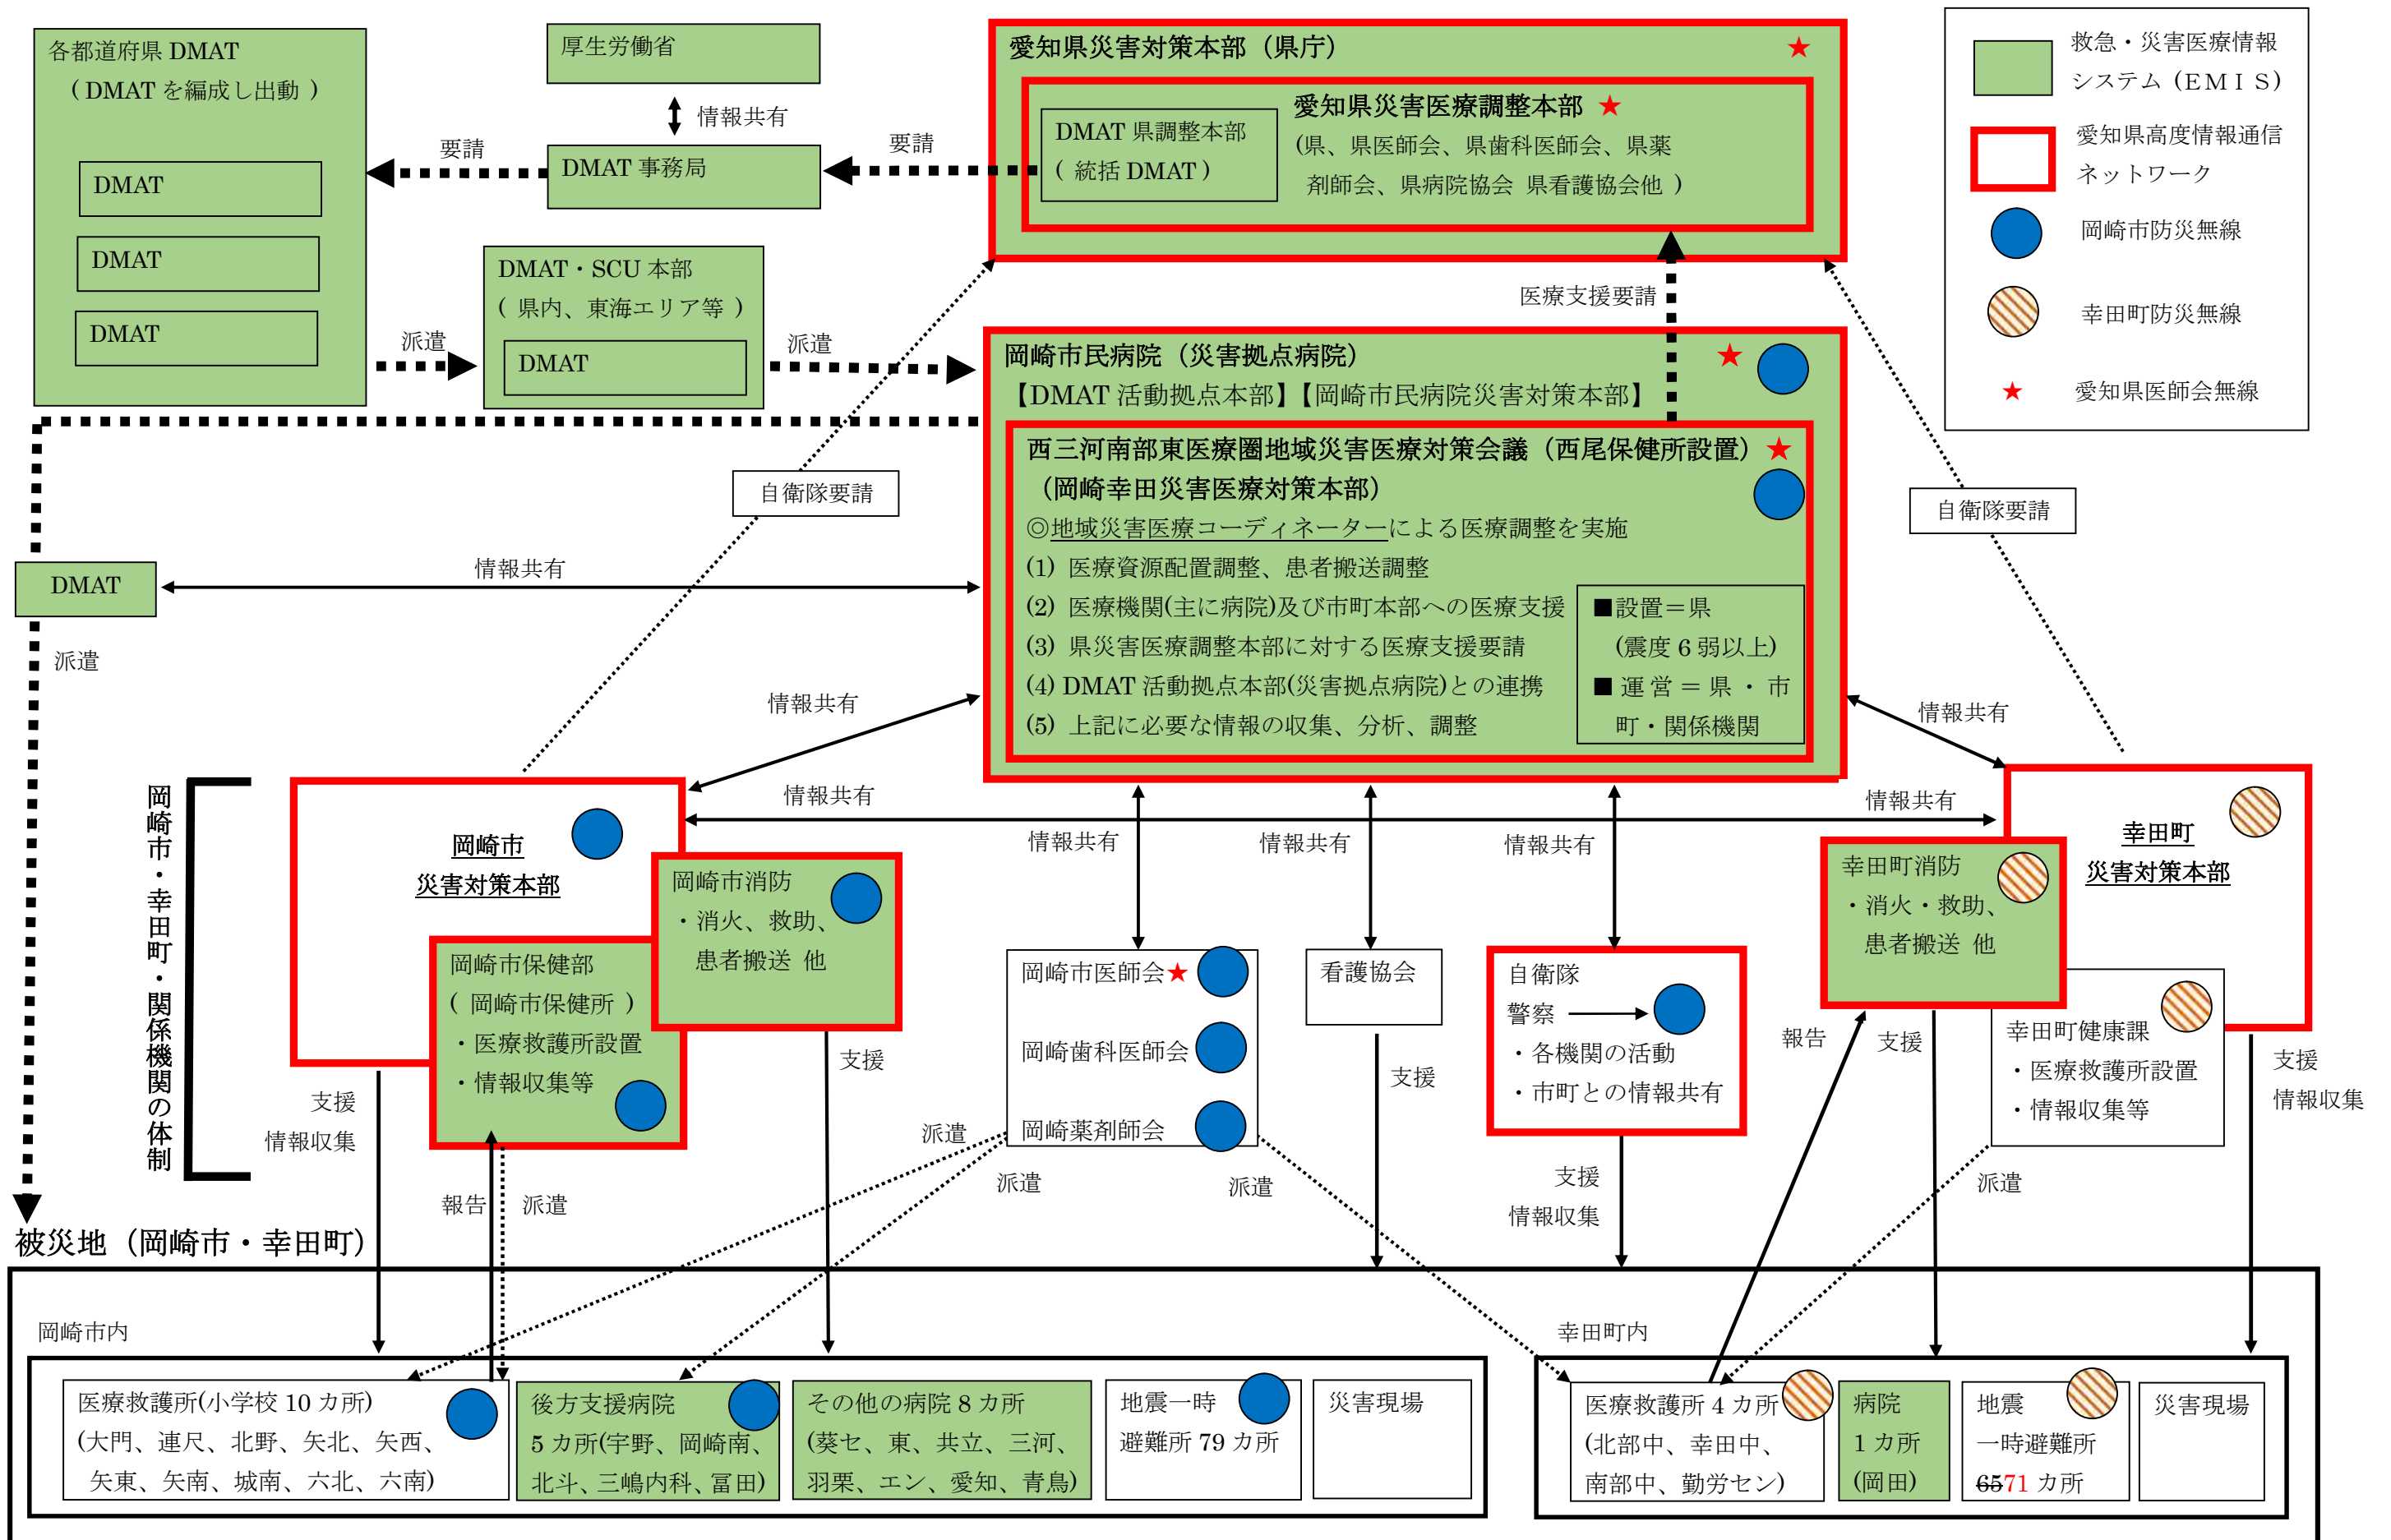 各都道府県 DMAT
( DMAT を編成し出動 )
DMAT
DMAT
DMAT
厚生労働省
情報共有
DMAT 事務局
要請
要請
DMAT・SCU 本部
( 県内、東海エリア等 )
DMAT
派遣
派遣
愛知県災害対策本部（県庁）★
愛知県災害医療調整本部 ★
DMAT 県調整本部
( 統括 DMAT )
(県、県医師会、県歯科医師会、県薬
剤師会、県病院協会 県看護協会他 )
救急・災害医療情報
システム（ＥＭＩＳ）
愛知県高度情報通信
ネットワーク
岡崎市防災無線
幸田町防災無線
★ 愛知県医師会無線
医療支援要請
岡崎市民病院（災害拠点病院）★
【DMAT 活動拠点本部】【岡崎市民病院災害対策本部】
西三河南部東医療圏地域災害医療対策会議（西尾保健所設置）★
（岡崎幸田災害医療対策本部）
◎地域災害医療コーディネーターによる医療調整を実施
(1) 医療資源配置調整、患者搬送調整
(2) 医療機関(主に病院)及び市町本部への医療支援
(3) 県災害医療調整本部に対する医療支援要請
(4) DMAT 活動拠点本部(災害拠点病院)との連携
(5) 上記に必要な情報の収集、分析、調整
■設置＝県
(震度 6 弱以上)
■運営＝県・市
町・関係機関
自衛隊要請
自衛隊要請
DMAT
情報共有
派遣
情報共有
情報共有
情報共有
情報共有
情報共有
情報共有
情報共有
岡崎市・幸田町・関係機関の体制
岡崎市
災害対策本部
岡崎市消防
・消火、救助、
患者搬送 他
岡崎市保健部
( 岡崎市保健所 )
・医療救護所設置
・情報収集等
岡崎市医師会★
岡崎歯科医師会
岡崎薬剤師会
看護協会
自衛隊
警察
・各機関の活動
・市町との情報共有
幸田町
災害対策本部
幸田町消防
・消火・救助、
患者搬送 他
幸田町健康課
・医療救護所設置
・情報収集等
支援
情報収集
報告
派遣
支援
派遣
派遣
派遣
支援
支援
情報収集
報告
支援
派遣
支援
情報収集
被災地（岡崎市・幸田町）
岡崎市内
医療救護所(小学校 10 カ所)
(大門、連尺、北野、矢北、矢西、
矢東、矢南、城南、六北、六南)
後方支援病院
5 カ所(宇野、岡崎南、
北斗、三嶋内科、冨田)
その他の病院 8 カ所
(葵セ、東、共立、三河、
羽栗、エン、愛知、青鳥)
地震一時
避難所 79 カ所
災害現場
幸田町内
医療救護所 4 カ所
(北部中、幸田中、
南部中、勤労セン)
病院
1 カ所
(岡田)
地震
一時避難所
6571 カ所
災害現場